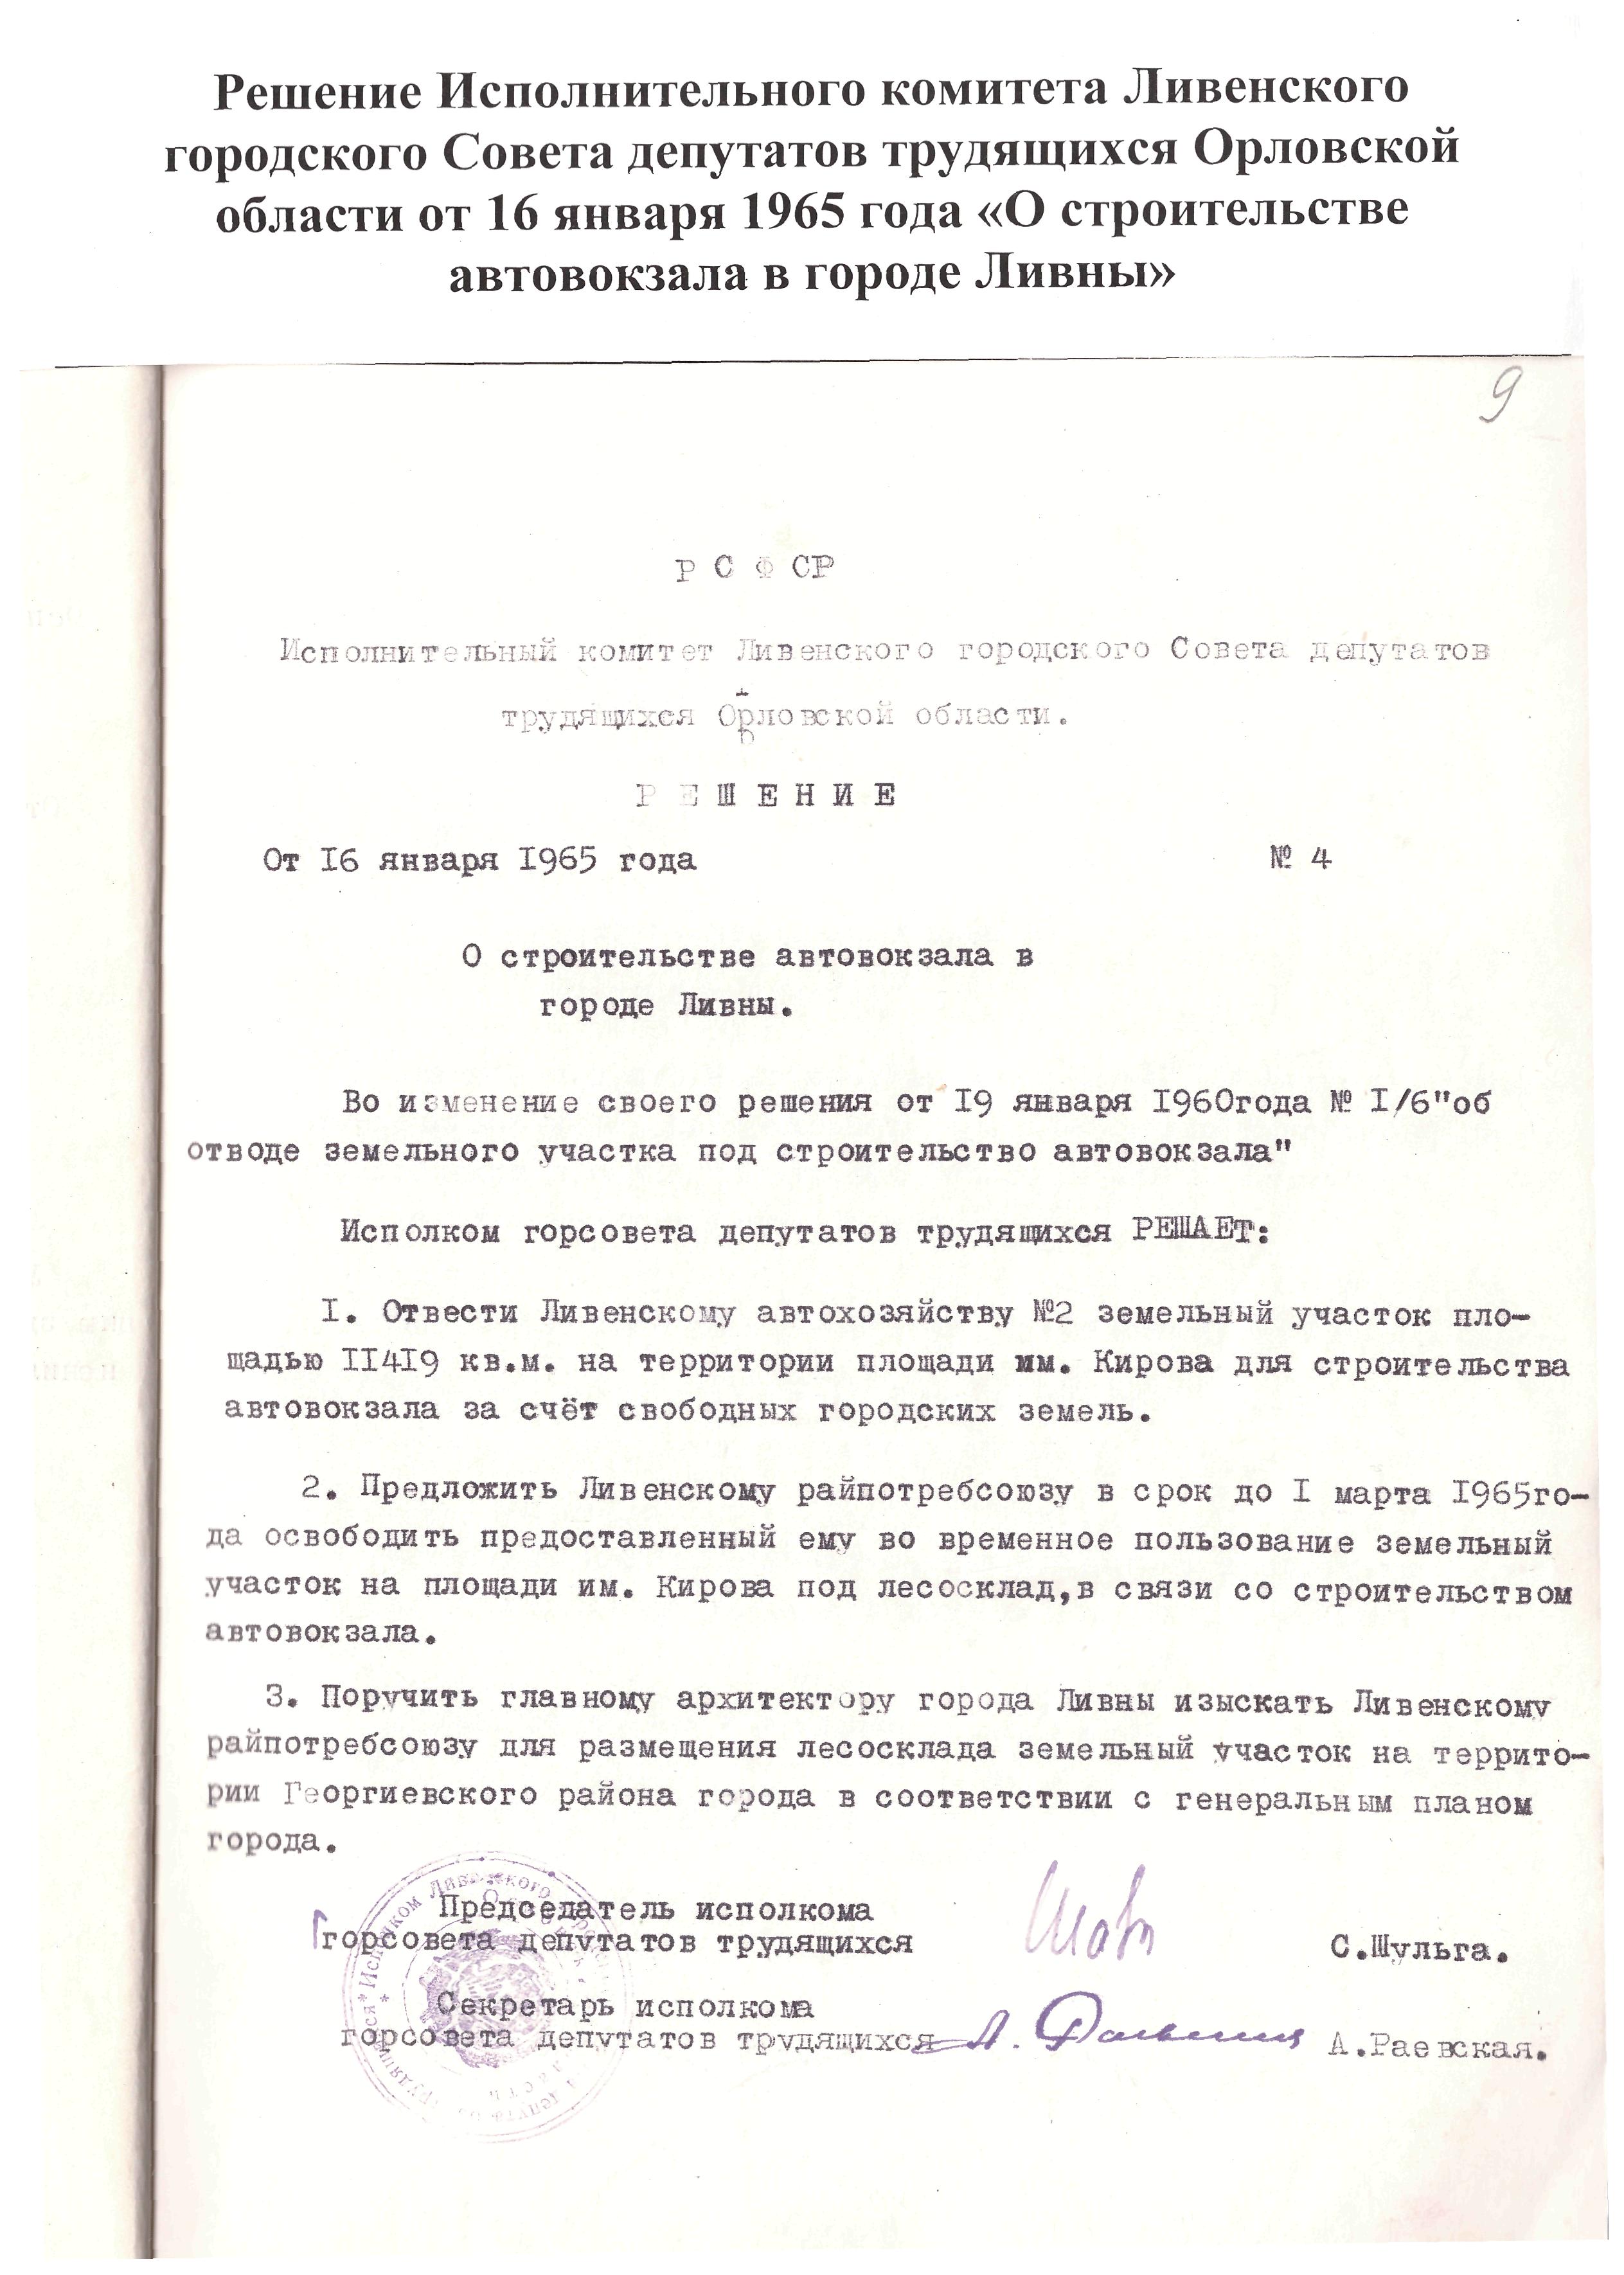 Решение Исполнительного комитета Ливенского
городского Совета депутатов трудящихся Орловской
области от 16 января 1965 года «О строительстве
автовокзала в городе Ливны»
9
Р С Ф СР
Исполнительный комитет Ливенского городского Совета депутатов
трудящихся Орловской области.
Р Е Ш Е Н И Е
От I6 января I965 года № 4
О строительстве автовокзала в
городе Ливны.
Во изменение своего решения от I9 января I960года № I/6"об
отводе земельного участка под строительство автовокзала"
Исполком горсовета депутатов трудящихся РЕШАЕТ:
I. Отвести Ливенскому автохозяйству №2 земельный участок пло-
щадью II4I9 кв.м. на территории площади им. Кирова для строительства
автовокзала за счёт свободных городских земель.
2. Предложить Ливенскому райпотребсоюзу в срок до I марта I965го-
да освободить предоставленный ему во временное пользование земельный
участок на площади им. Кирова под лесосклад,в связи со строительством
автовокзала.
3. Поручить главному архитектору города Ливны изыскать Ливенскому
райпотребсоюзу для размещения лесосклада земельный участок на террито-
рии Георгиевского района города в соответствии с генеральным планом
города.
Председатель исполкома
горсовета депутатов трудящихся С.Шульга.
Секретарь исполкома
горсовета депутатов трудящихся А.Раевская.